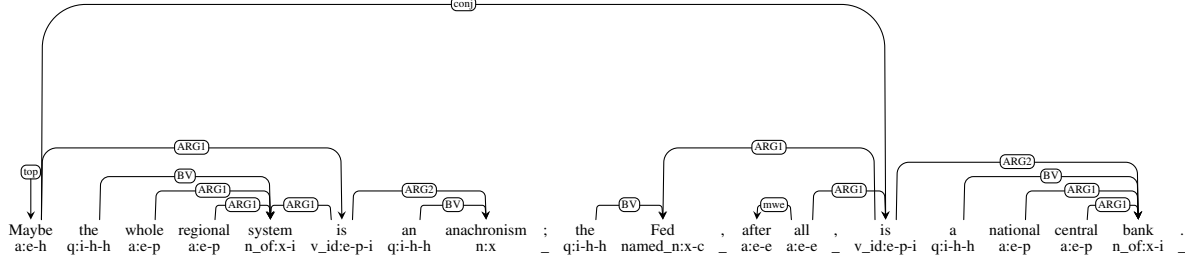 conj
ARG1 ARG1
top BV ARG2
ARG1 ARG2 BV
ARG1 ARG1 BV BV mwe ARG1 ARG1 ARG1
Maybe the whole regional system is an anachronism ; the Fed , after all , is a national central bank .
a:e-h q:i-h-h a:e-p a:e-p n_of:x-i v_id:e-p-i q:i-h-h n:x _ q:i-h-h named_n:x-c _ a:e-e a:e-e _ v_id:e-p-i q:i-h-h a:e-p a:e-p n_of:x-i _